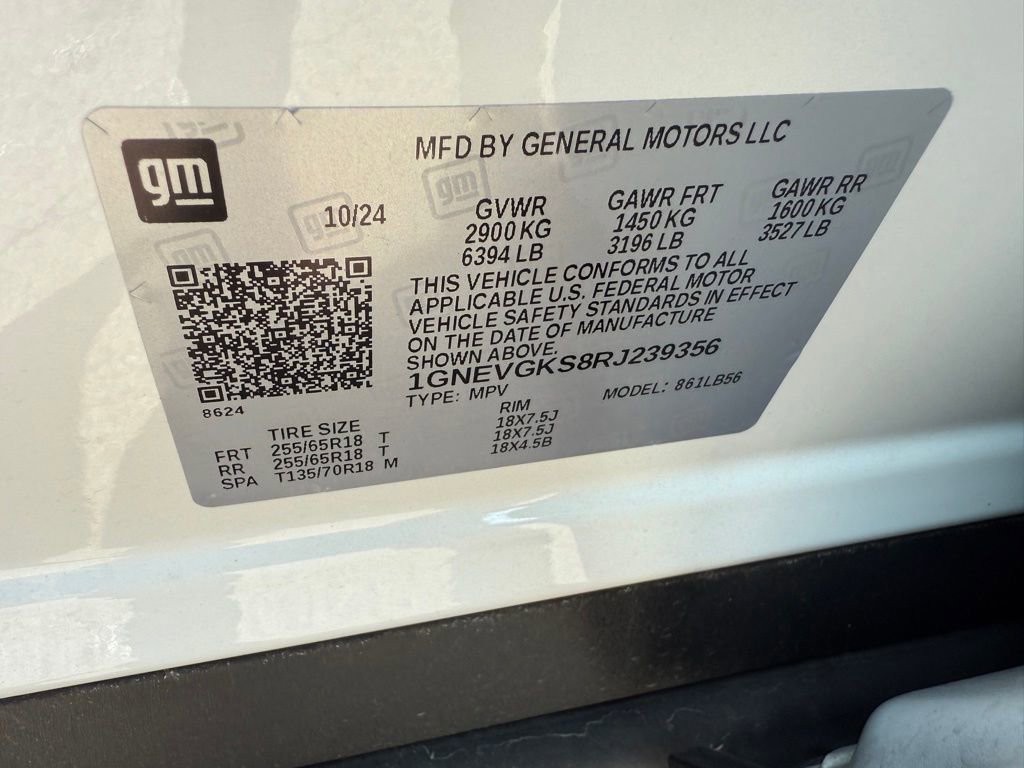 gm
MFD BY GENERAL MOTORS LLC
10/24
GVWR GAWR FRT GAWR RR
2900 KG 1450 KG 1600 KG
6394 LB 3196 LB 3527 LB
THIS VEHICLE CONFORMS TO ALL
APPLICABLE U.S. FEDERAL MOTOR
VEHICLE SAFETY STANDARDS IN EFFECT
ON THE DATE OF MANUFACTURE
SHOWN ABOVE.
1GNEVGKS8RJ239356
TYPE: MPV MODEL: 861LB56
8624
TIRE SIZE RIM
FRT 255/65R18 T 18X7.5J
RR 255/65R18 T 18X7.5J
SPA T135/70R18 M 18X4.5B